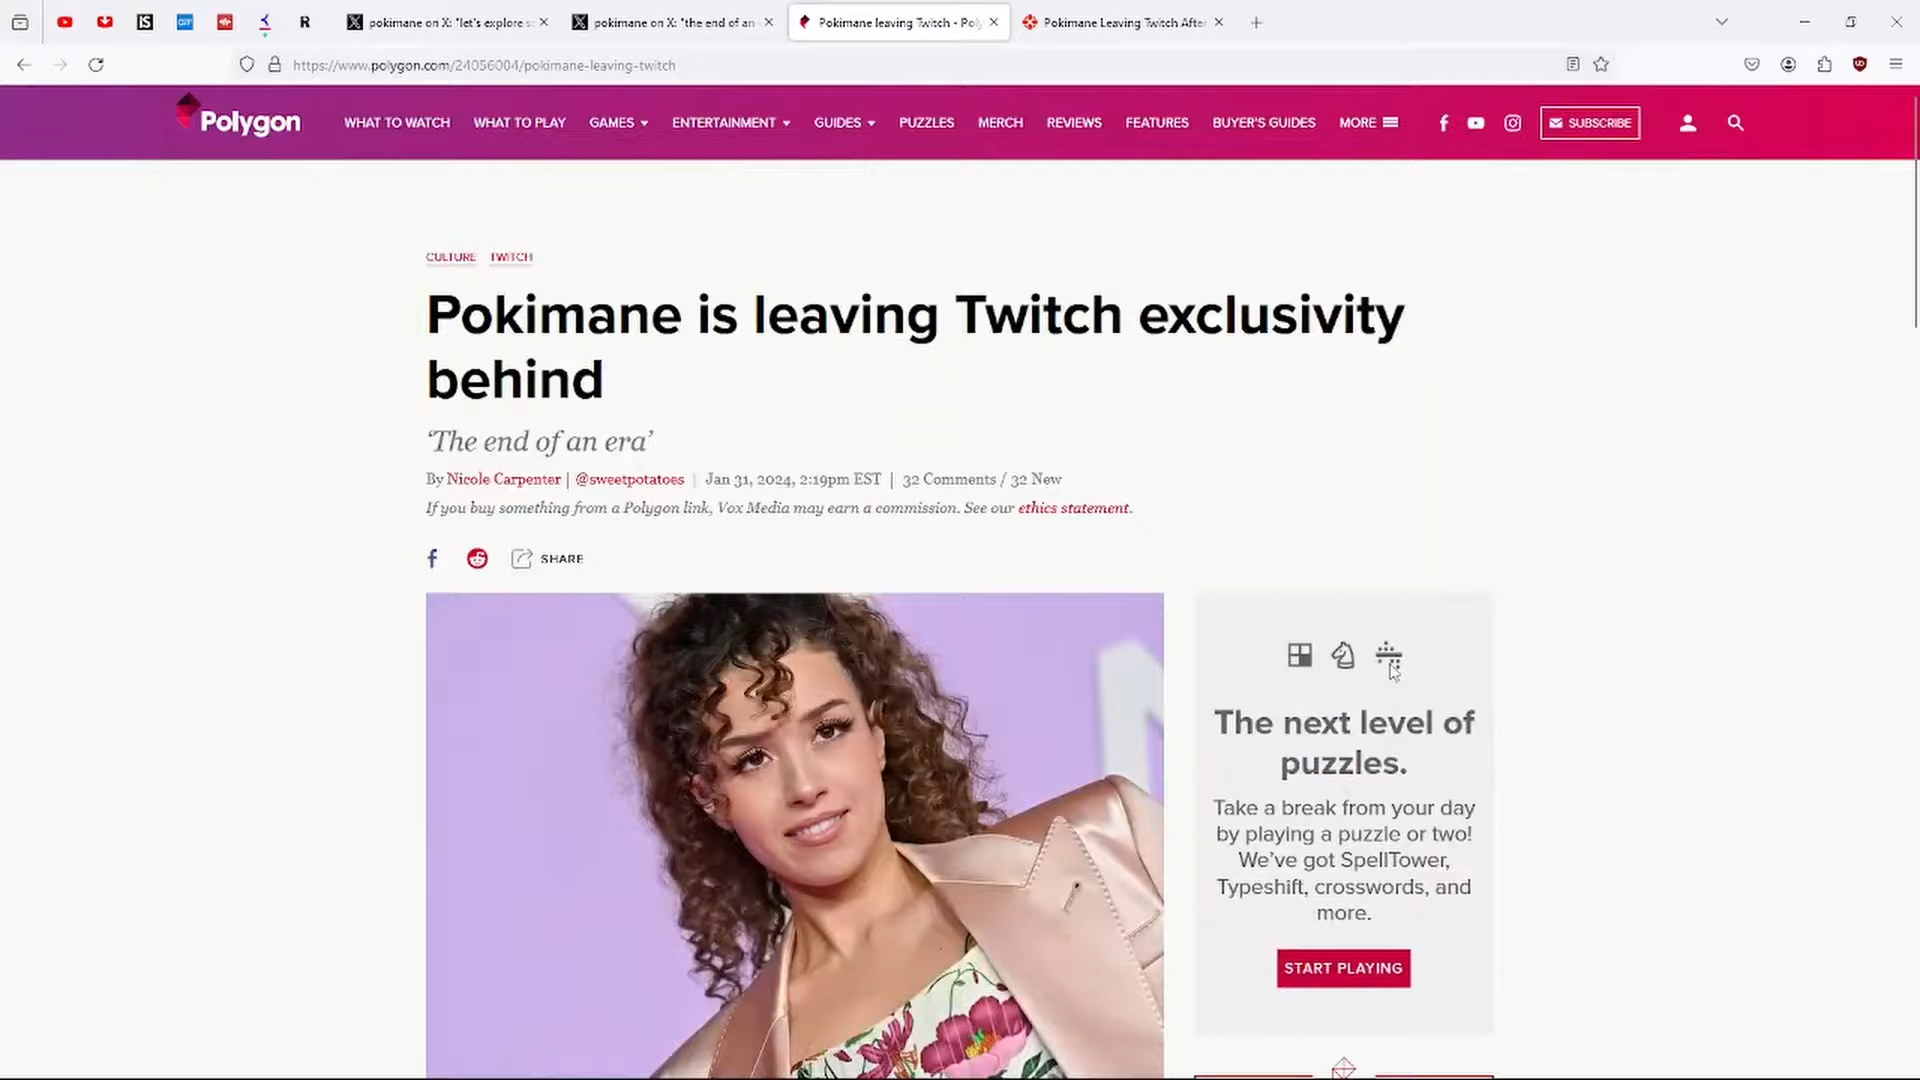 pokimane on X: "let's explore s
pokimane on X: "the end of an
Pokimane leaving Twitch - Pol
Pokimane Leaving Twitch After
https://www.polygon.com/24056004/pokimane-leaving-twitch
Polygon
WHAT TO WATCH
WHAT TO PLAY
GAMES
ENTERTAINMENT
GUIDES
PUZZLES
MERCH
REVIEWS
FEATURES
BUYER'S GUIDES
MORE
SUBSCRIBE
CULTURE TWITCH
Pokimane is leaving Twitch exclusivity
behind
‘The end of an era’
By Nicole Carpenter | @sweetpotatoes | Jan 31, 2024, 2:19pm EST | 32 Comments / 32 New
If you buy something from a Polygon link, Vox Media may earn a commission. See our ethics statement.
SHARE
The next level of
puzzles.
Take a break from your day
by playing a puzzle or two!
We’ve got SpellTower,
Typeshift, crosswords, and
more.
START PLAYING